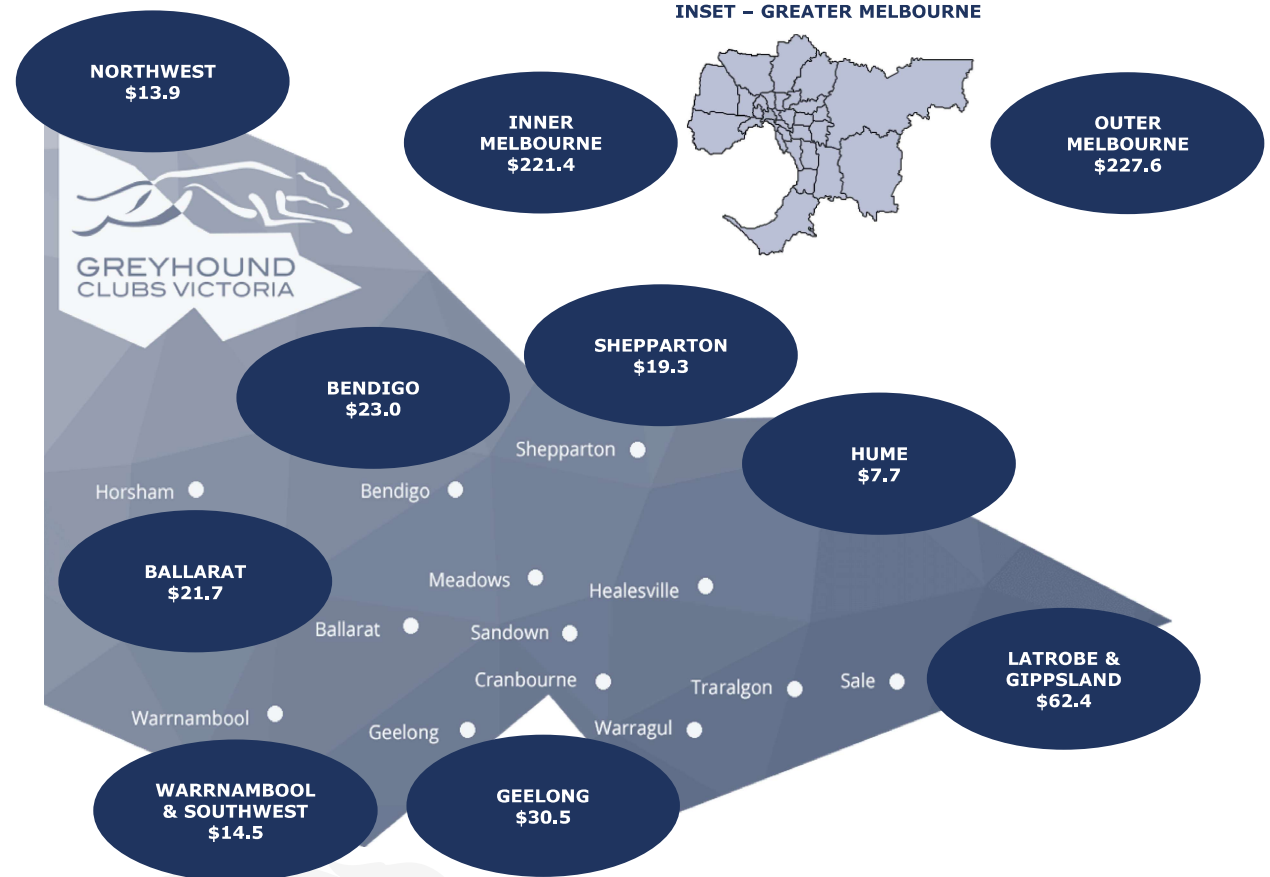 INSET – GREATER MELBOURNE
NORTHWEST
$13.9
INNER
MELBOURNE
$221.4
OUTER
MELBOURNE
$227.6
GREYHOUND
CLUBS VICTORIA
SHEPPARTON
$19.3
BENDIGO
$23.0
HUME
$7.7
Shepparton
Horsham
Bendigo
BALLARAT
$21.7
Meadows
Healesville
Ballarat
Sandown
LATROBE &
GIPPSLAND
$62.4
Cranbourne
Traralgon
Sale
Warrnambool
Geelong
Warragul
WARRNAMBOOL
& SOUTHWEST
$14.5
GEELONG
$30.5